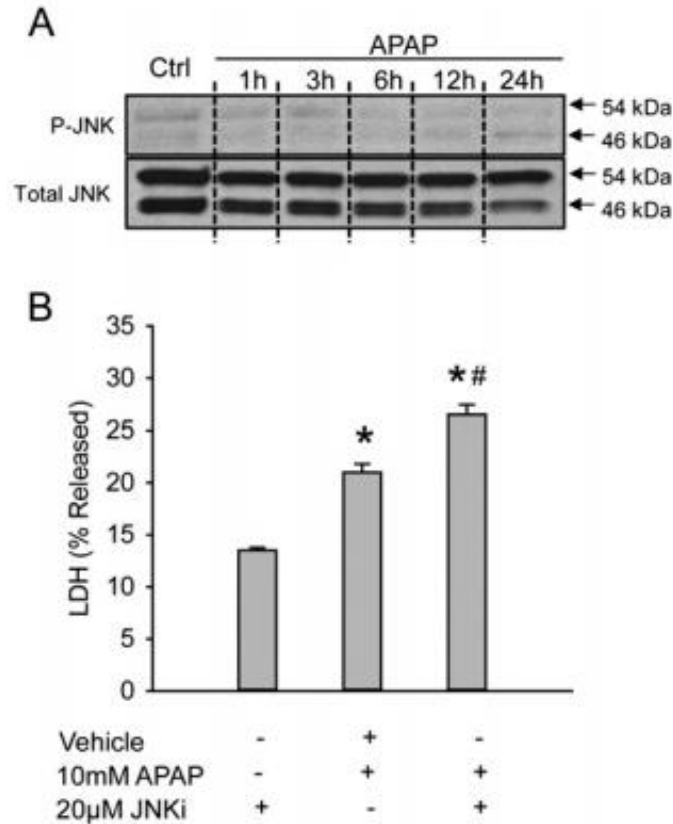 A
APAP
Ctrl 1h 3h 6h 12h 24h
P-JNK 54 kDa
46 kDa
Total JNK 54 kDa
46 kDa
B
LDH (% Released)
35
30
25
20
15
10
5
0
* *#
Vehicle - + -
10mM APAP - + +
20µM JNKi + - +